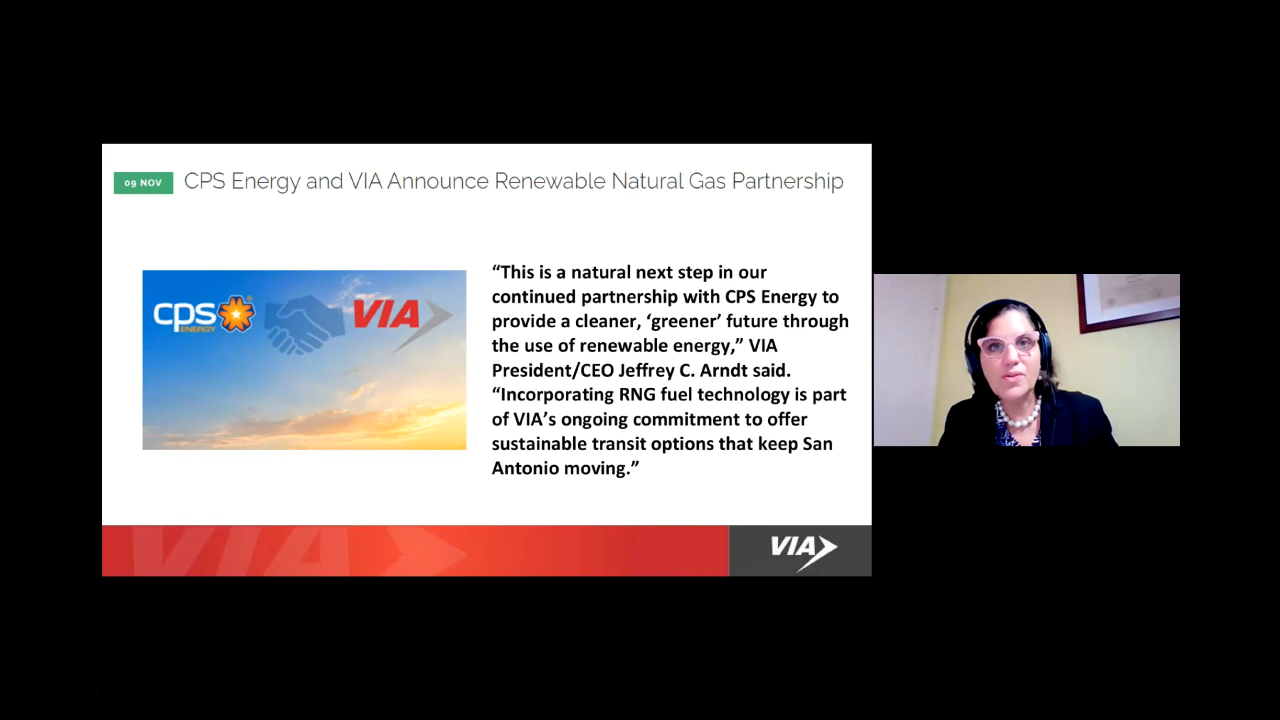 09 NOV CPS Energy and VIA Announce Renewable Natural Gas Partnership
cps ENERGY VIA
“This is a natural next step in our
continued partnership with CPS Energy to
provide a cleaner, ‘greener’ future through
the use of renewable energy,” VIA
President/CEO Jeffrey C. Arndt said.
“Incorporating RNG fuel technology is part
of VIA’s ongoing commitment to offer
sustainable transit options that keep San
Antonio moving.”
VIA
VIA